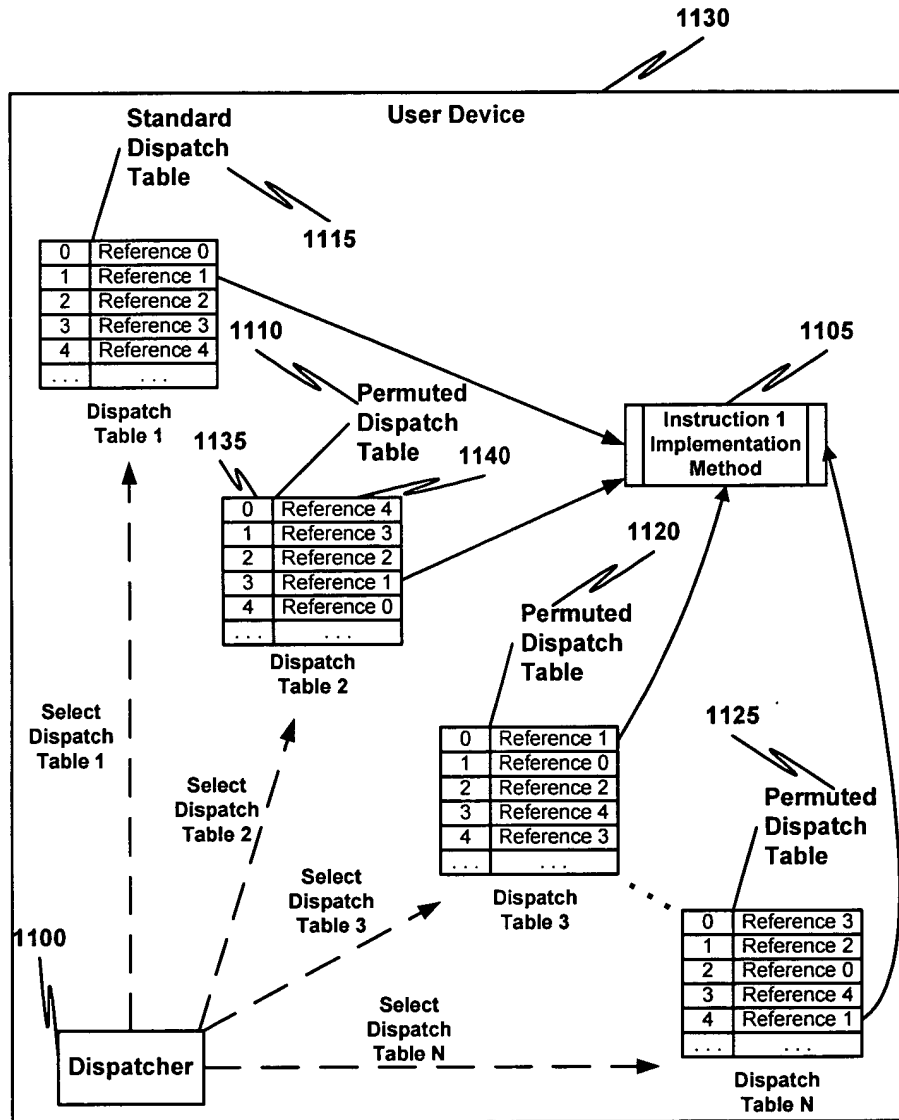 1130
User Device
Standard
Dispatch
Table
1115
0 Reference 0
1 Reference 1
2 Reference 2
3 Reference 3
4 Reference 4
. . . . . .
Dispatch
Table 1
1110
Permuted
Dispatch
Table
1135
1140
0 Reference 4
1 Reference 3
2 Reference 2
3 Reference 1
4 Reference 0
. . . . . .
Dispatch
Table 2
1105
Instruction 1
Implementation
Method
1120
Permuted
Dispatch
Table
0 Reference 1
1 Reference 0
2 Reference 2
3 Reference 4
4 Reference 3
. . . . . .
Dispatch
Table 3
1125
Permuted
Dispatch
Table
0 Reference 3
1 Reference 2
2 Reference 0
3 Reference 4
4 Reference 1
. . . . . .
Dispatch
Table N
Select
Dispatch
Table 1
Select
Dispatch
Table 2
Select
Dispatch
Table 3
Select
Dispatch
Table N
1100
Dispatcher